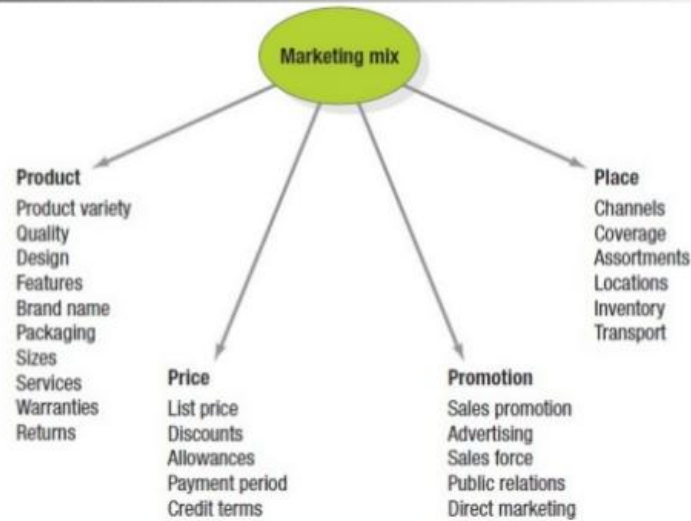 Marketing mix
Product
Product variety
Quality
Design
Features
Brand name
Packaging
Sizes
Services
Warranties
Returns
Price
List price
Discounts
Allowances
Payment period
Credit terms
Promotion
Sales promotion
Advertising
Sales force
Public relations
Direct marketing
Place
Channels
Coverage
Assortments
Locations
Inventory
Transport